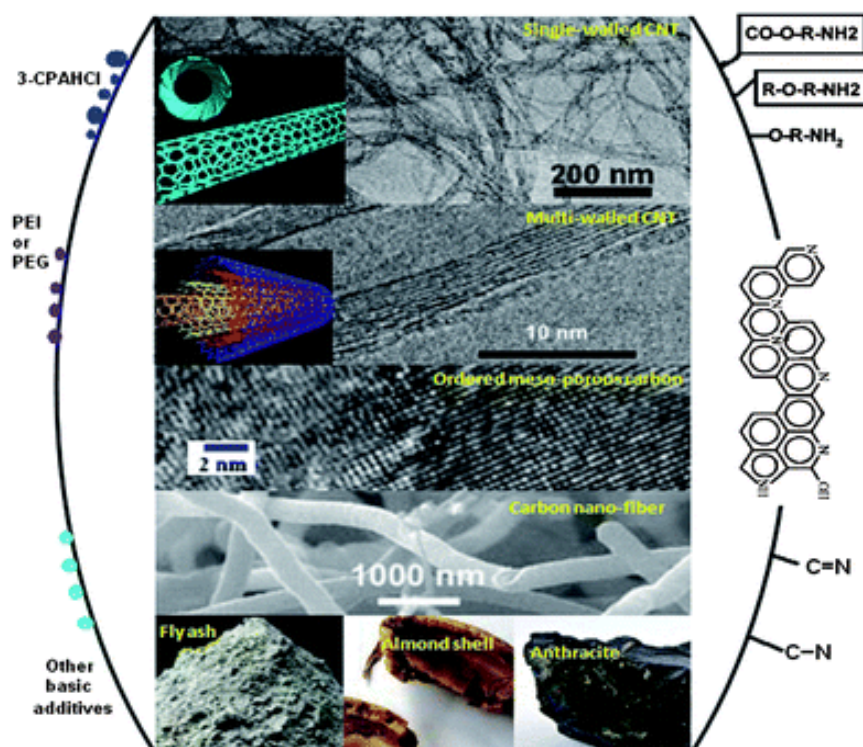 Single-walled CNT
CO-O-R-NH2
3-CPAHCl
R-O-R-NH2
O-R-NH2
200 nm
Multi-walled CNT
PEI
or
PEG
N
N
N
10 nm
N
Ordered meso-porous carbon
N
2 nm
N
NH
OH
Carbon nano-fiber
1000 nm
C=N
Fly ash
Almond shell
Anthracite
C-N
Other
basic
additives